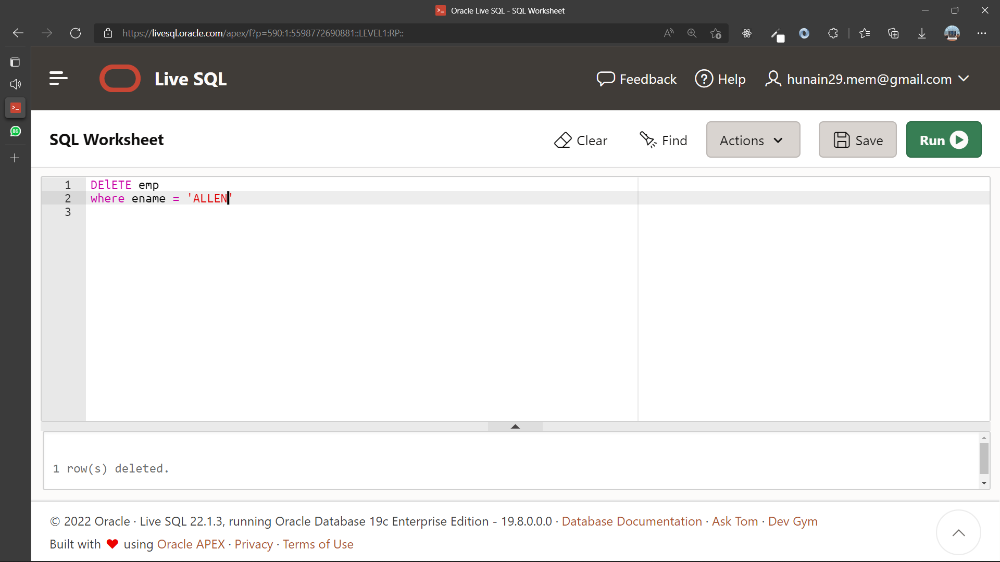 Oracle Live SQL - SQL Worksheet
https://livesql.oracle.com/apex/f?p=590:1:5598772690881::LEVEL1:RP::
Live SQL
Feedback
Help
hunain29.mem@gmail.com
86
SQL Worksheet
Clear
Find
Actions
Save
Run
1 DElETE emp
2 where ename = 'ALLEN'
3
1 row(s) deleted.
© 2022 Oracle · Live SQL 22.1.3, running Oracle Database 19c Enterprise Edition - 19.8.0.0.0 · Database Documentation · Ask Tom · Dev Gym
Built with ❤ using Oracle APEX · Privacy · Terms of Use